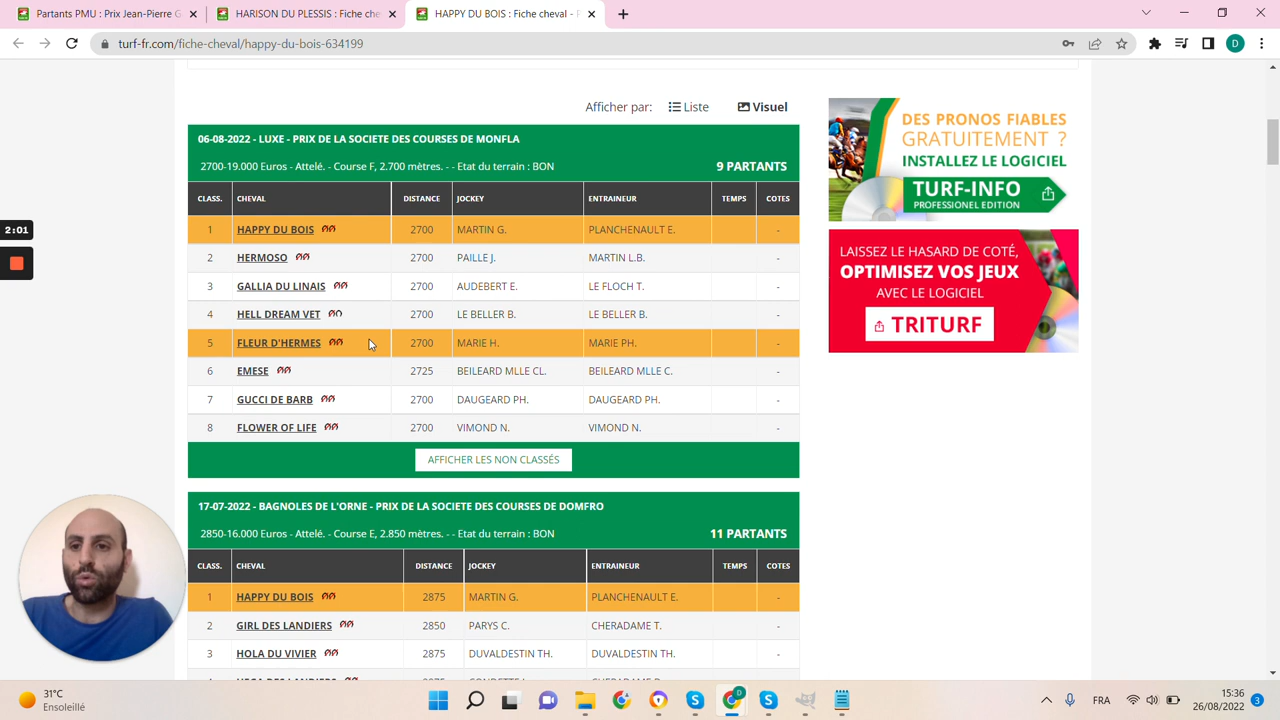 Partants PMU : Prix Jean-Pierre G
HARISON DU PLESSIS : Fiche che
HAPPY DU BOIS : Fiche cheval - P
turf-fr.com/fiche-cheval/happy-du-bois-634199
D
Afficher par: Liste Visuel
06-08-2022 - LUXE - PRIX DE LA SOCIETE DES COURSES DE MONFLA
2700-19.000 Euros - Attelé. - Course F, 2.700 mètres. - - Etat du terrain : BON 9 PARTANTS
CLASS. CHEVAL DISTANCE JOCKEY ENTRAINEUR TEMPS COTES
1 HAPPY DU BOIS 2700 MARTIN G. PLANCHENAULT E. -
2 HERMOSO 2700 PAILLE J. MARTIN L.B. -
3 GALLIA DU LINAIS 2700 AUDEBERT E. LE FLOCH T. -
4 HELL DREAM VET 2700 LE BELLER B. LE BELLER B. -
5 FLEUR D'HERMES 2700 MARIE H. MARIE PH. -
6 EMESE 2725 BEILEARD MLLE CL. BEILEARD MLLE C. -
7 GUCCI DE BARB 2700 DAUGEARD PH. DAUGEARD PH. -
8 FLOWER OF LIFE 2700 VIMOND N. VIMOND N. -
AFFICHER LES NON CLASSÉS
17-07-2022 - BAGNOLES DE L'ORNE - PRIX DE LA SOCIETE DES COURSES DE DOMFRO
2850-16.000 Euros - Attelé. - Course E, 2.850 mètres. - - Etat du terrain : BON 11 PARTANTS
CLASS. CHEVAL DISTANCE JOCKEY ENTRAINEUR TEMPS COTES
1 HAPPY DU BOIS 2875 MARTIN G. PLANCHENAULT E. -
2 GIRL DES LANDIERS 2850 PARYS C. CHERADAME T. -
3 HOLA DU VIVIER 2875 DUVALDESTIN TH. DUVALDESTIN TH. -
DES PRONOS FIABLES
GRATUITEMENT ?
INSTALLEZ LE LOGICIEL
TURF-INFO
PROFESSIONEL EDITION
LAISSEZ LE HASARD DE COTÉ,
OPTIMISEZ VOS JEUX
AVEC LE LOGICIEL
TRITURF
2:01
31°C
Ensoleillé
FRA
15:36
26/08/2022
3